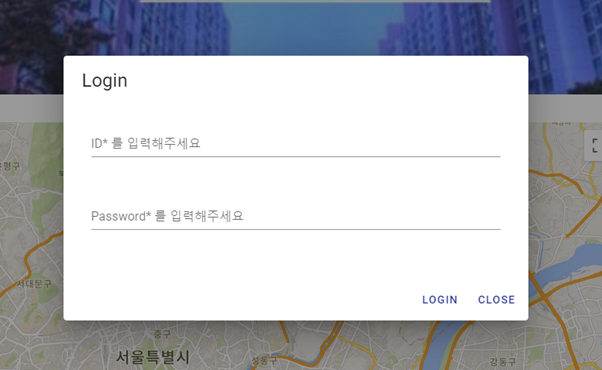 Login
ID* 를 입력해주세요
Password* 를 입력해주세요
LOGIN CLOSE
서대문구
중구
서울특별시
성동구
강동구